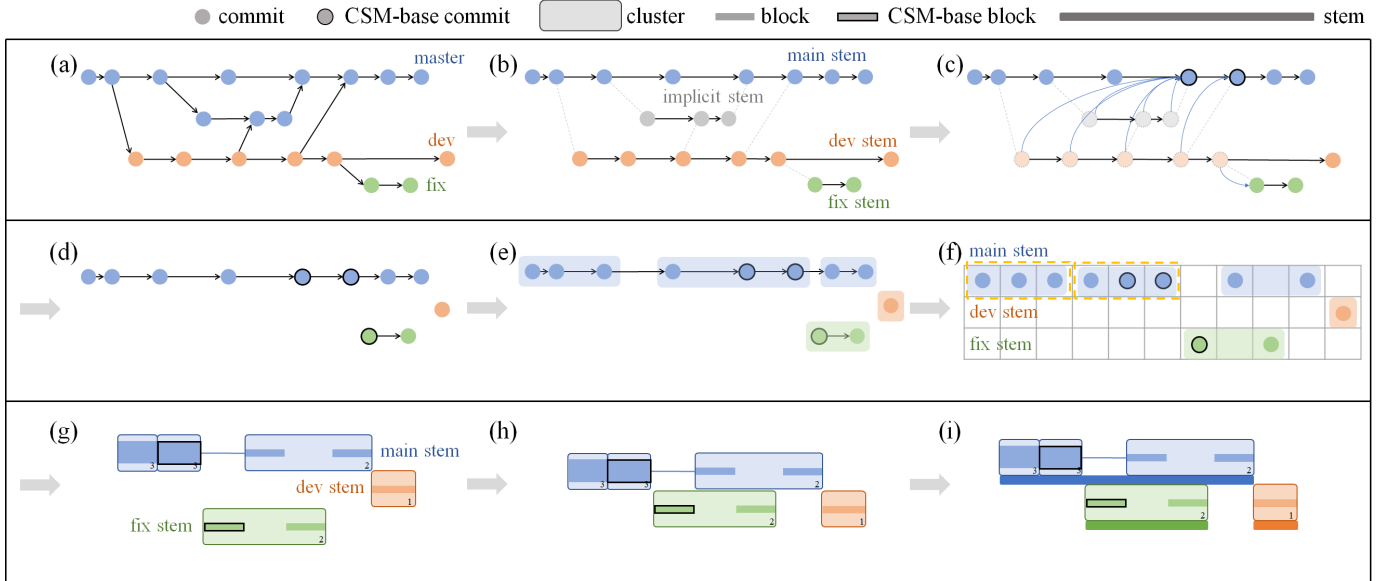 commit CSM-base commit cluster block CSM-base block stem
(a) master
dev
fix
(b) main stem
implicit stem
dev stem
fix stem
(c)
(d)
(e)
(f) main stem
dev stem
fix stem
(g) main stem
3 3 2
dev stem
1
fix stem
2
(h)
3 3 2
2 1
(i)
3 3 2
2 1